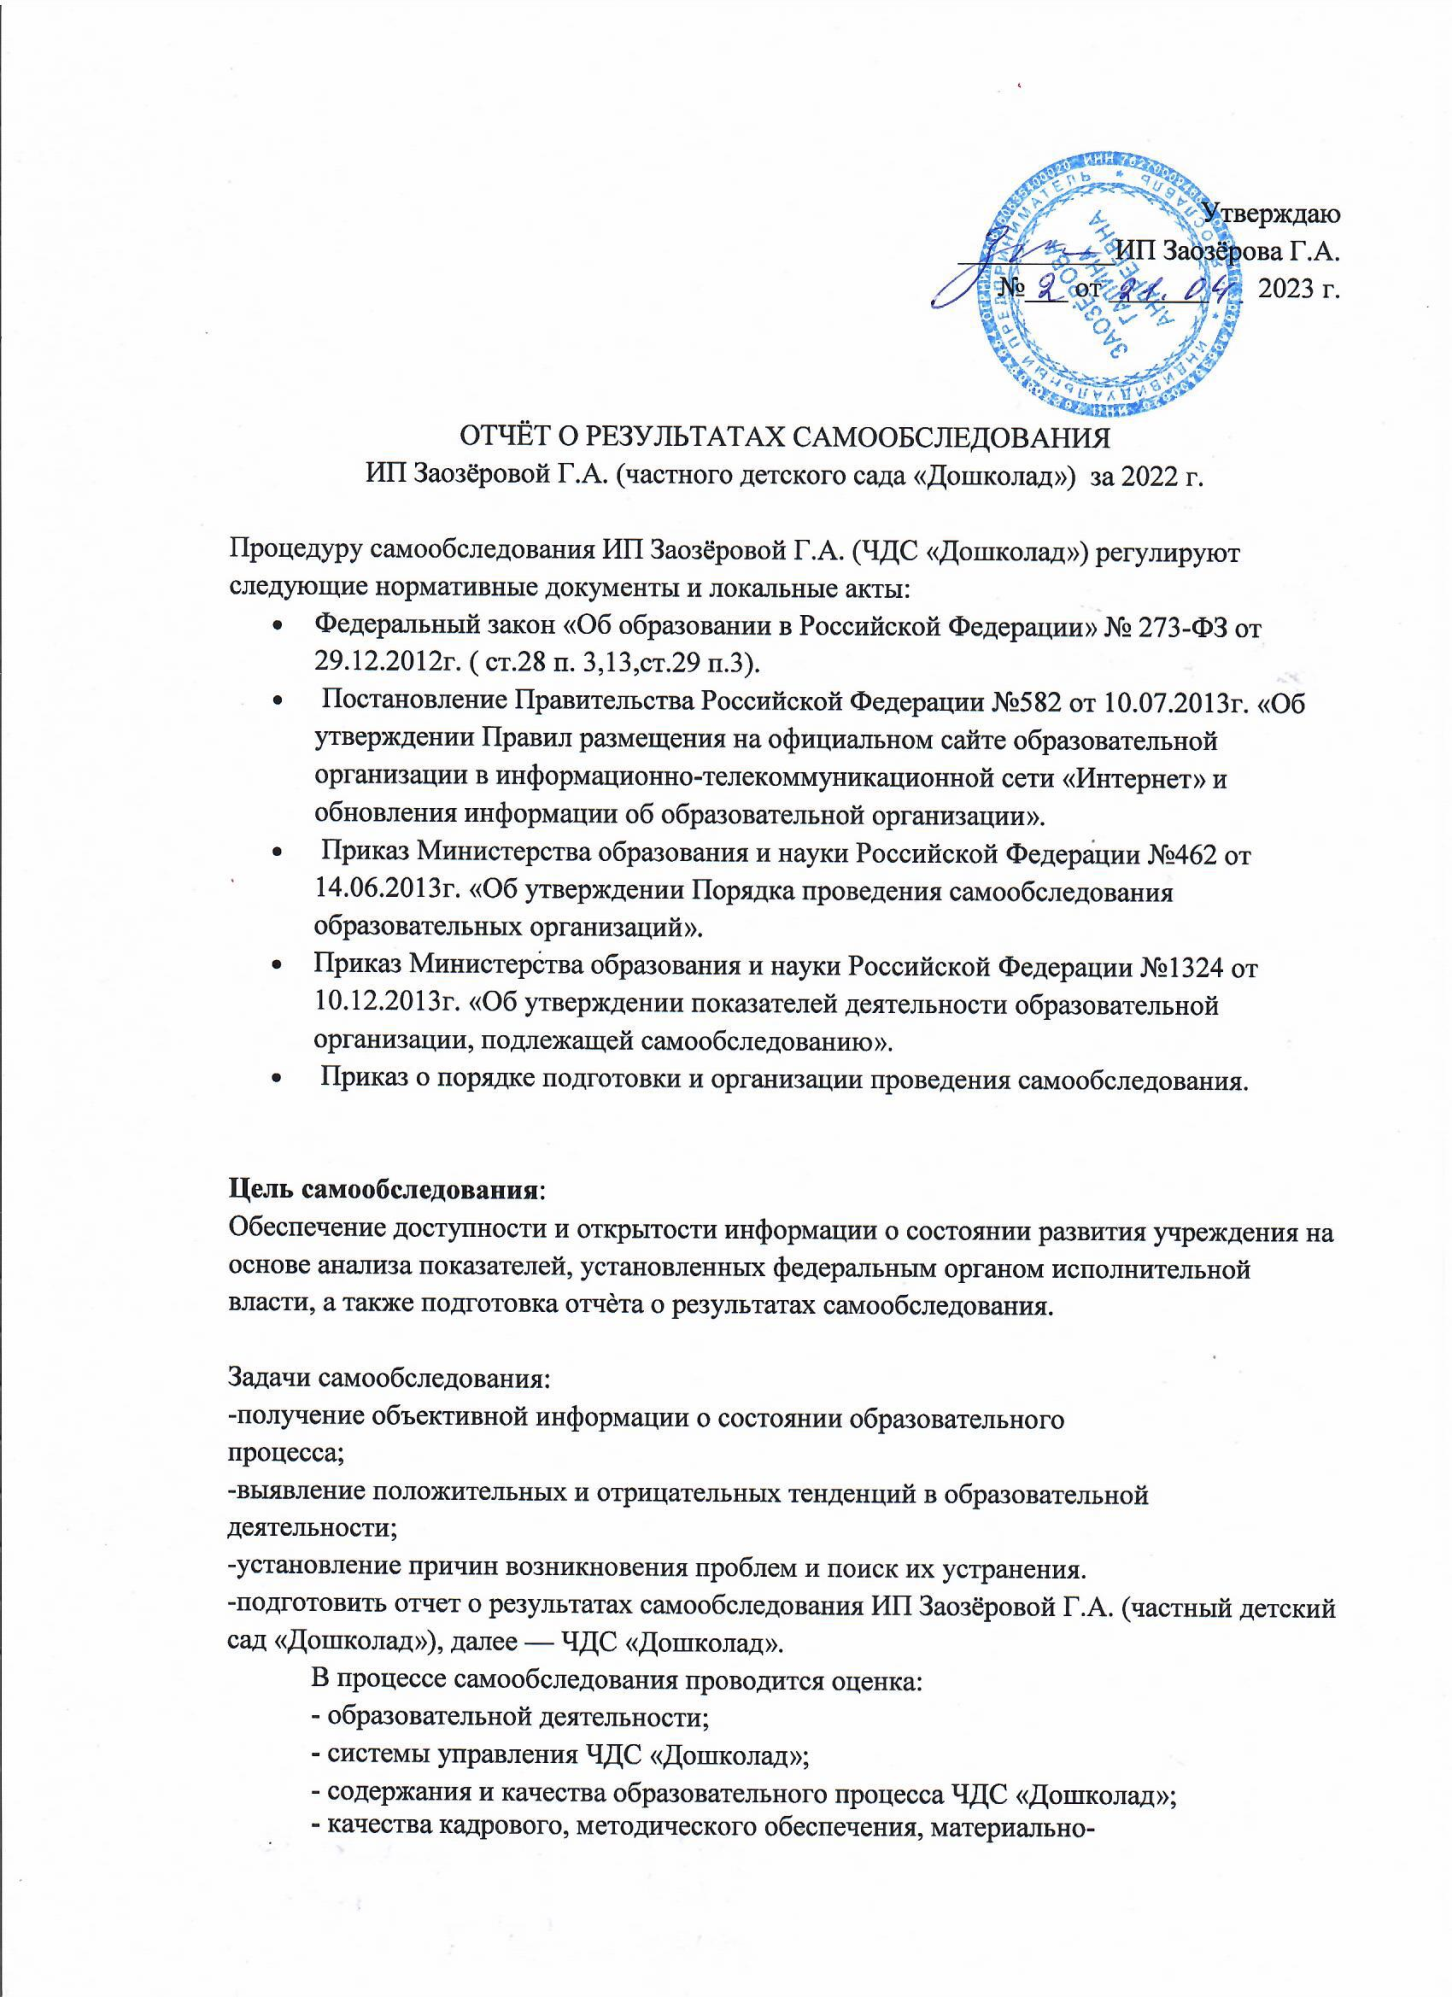 Утверждаю
ИП Заозёрова Г.А.
№ 2 от 21.04. 2023 г.
ИНДИВИДУАЛЬНЫЙ ПРЕДПРИНИМАТЕЛЬ
ЗАОЗЁРОВА
ГАЛИНА
АНДРЕЕВНА
ОТЧЁТ О РЕЗУЛЬТАТАХ САМООБСЛЕДОВАНИЯ
ИП Заозёровой Г.А. (частного детского сада «Дошколад») за 2022 г.
Процедуру самообследования ИП Заозёровой Г.А. (ЧДС «Дошколад») регулируют
следующие нормативные документы и локальные акты:
• Федеральный закон «Об образовании в Российской Федерации» № 273-ФЗ от
29.12.2012г. ( ст.28 п. 3,13,ст.29 п.3).
• Постановление Правительства Российской Федерации №582 от 10.07.2013г. «Об
утверждении Правил размещения на официальном сайте образовательной
организации в информационно-телекоммуникационной сети «Интернет» и
обновления информации об образовательной организации».
• Приказ Министерства образования и науки Российской Федерации №462 от
14.06.2013г. «Об утверждении Порядка проведения самообследования
образовательных организаций».
• Приказ Министерства образования и науки Российской Федерации №1324 от
10.12.2013г. «Об утверждении показателей деятельности образовательной
организации, подлежащей самообследованию».
• Приказ о порядке подготовки и организации проведения самообследования.
Цель самообследования:
Обеспечение доступности и открытости информации о состоянии развития учреждения на
основе анализа показателей, установленных федеральным органом исполнительной
власти, а также подготовка отчѐта о результатах самообследования.
Задачи самообследования:
-получение объективной информации о состоянии образовательного
процесса;
-выявление положительных и отрицательных тенденций в образовательной
деятельности;
-установление причин возникновения проблем и поиск их устранения.
-подготовить отчет о результатах самообследования ИП Заозёровой Г.А. (частный детский
сад «Дошколад»), далее — ЧДС «Дошколад».
В процессе самообследования проводится оценка:
- образовательной деятельности;
- системы управления ЧДС «Дошколад»;
- содержания и качества образовательного процесса ЧДС «Дошколад»;
- качества кадрового, методического обеспечения, материально-